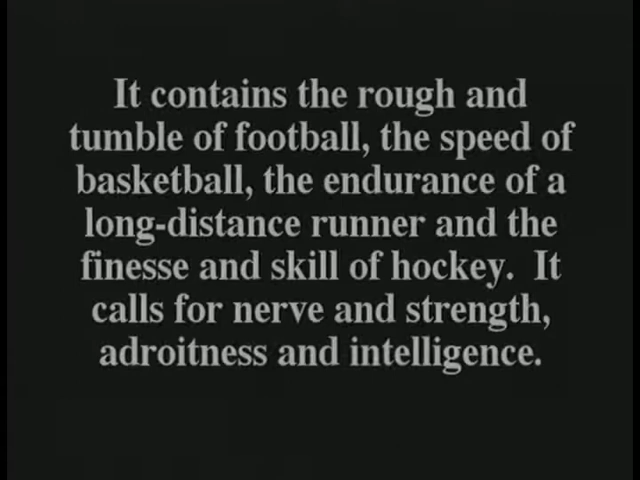 It contains the rough and
tumble of football, the speed of
basketball, the endurance of a
long-distance runner and the
finesse and skill of hockey.  It
calls for nerve and strength,
adroitness and intelligence.